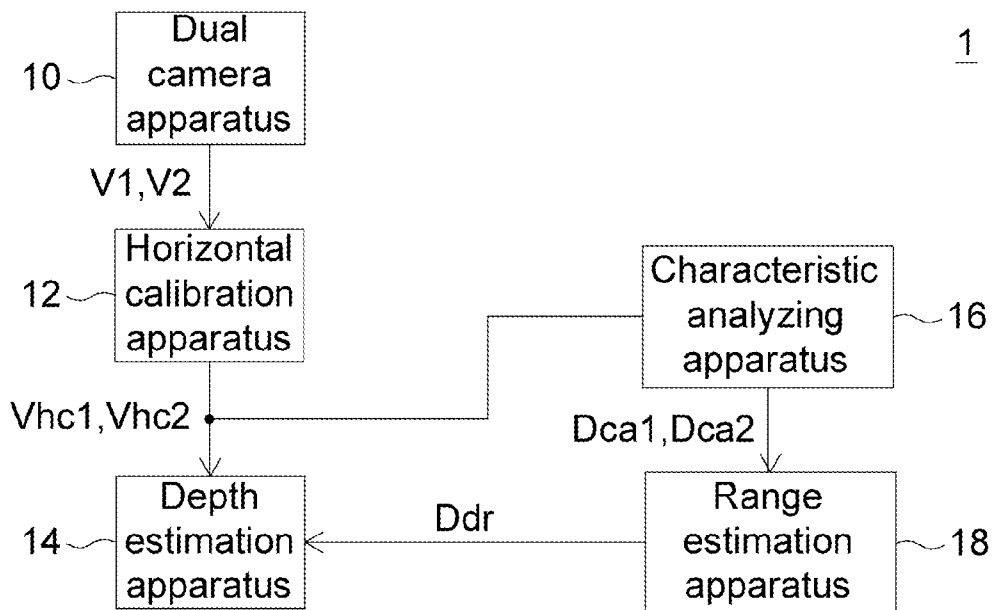 Dual
camera
apparatus
10
1
V1,V2
Horizontal
calibration
apparatus
12
Characteristic
analyzing
apparatus
16
Vhc1,Vhc2
Dca1,Dca2
Depth
estimation
apparatus
14
Ddr
Range
estimation
apparatus
18